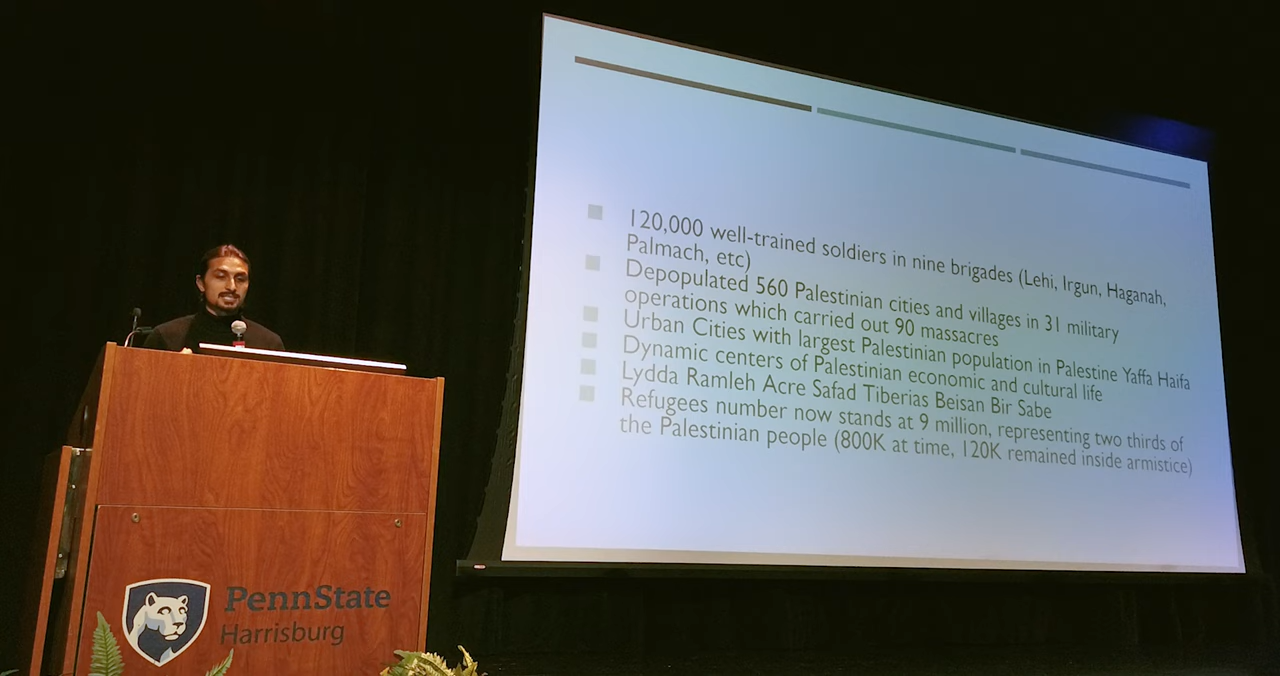 120,000 well-trained soldiers in nine brigades (Lehi, Irgun, Haganah,
Palmach, etc)
Depopulated 560 Palestinian cities and villages in 31 military
operations which carried out 90 massacres
Urban Cities with largest Palestinian population in Palestine Yaffa Haifa
Dynamic centers of Palestinian economic and cultural life
Lydda Ramleh Acre Safad Tiberias Beisan Bir Sabe
Refugees number now stands at 9 million, representing two thirds of
the Palestinian people (800K at time, 120K remained inside armistice)
PennState
Harrisburg